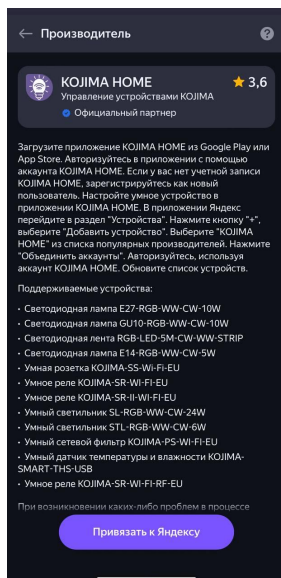 ← Производитель
KOJIMA HOME ★ 3,6
Управление устройствами KOJIMA
Официальный партнер
Загрузите приложение KOJIMA HOME из Google Play или
App Store. Авторизуйтесь в приложении с помощью
аккаунта KOJIMA HOME. Если у вас нет учетной записи
KOJIMA HOME, зарегистрируйтесь как новый
пользователь. Настройте умное устройство в
приложении KOJIMA HOME. В приложении Яндекс
перейдите в раздел "Устройства". Нажмите кнопку "+",
выберите "Добавить устройство". Выберите "KOJIMA
HOME" из списка популярных производителей. Нажмите
"Объединить аккаунты". Авторизуйтесь, используя
аккаунт KOJIMA HOME. Обновите список устройств.
Поддерживаемые устройства:
• Светодиодная лампа E27-RGB-WW-CW-10W
• Светодиодная лампа GU10-RGB-WW-CW-10W
• Светодиодная лента RGB-LED-5M-CW-WW-STRIP
• Светодиодная лампа E14-RGB-WW-CW-5W
• Умная розетка KOJIMA-SS-Wi-Fi-EU
• Умное реле KOJIMA-SR-WI-FI-EU
• Умное реле KOJIMA-SR-II-WI-FI-EU
• Умный светильник SL-RGB-WW-CW-24W
• Умный светильник STL-RGB-WW-CW-6W
• Умный сетевой фильтр KOJIMA-PS-WI-FI-EU
• Умный датчик температуры и влажности KOJIMA-
SMART-THS-USB
• Умное реле KOJIMA-SR-WI-FI-RF-EU
При возникновении каких-либо проблем в процессе
Привязать к Яндексу